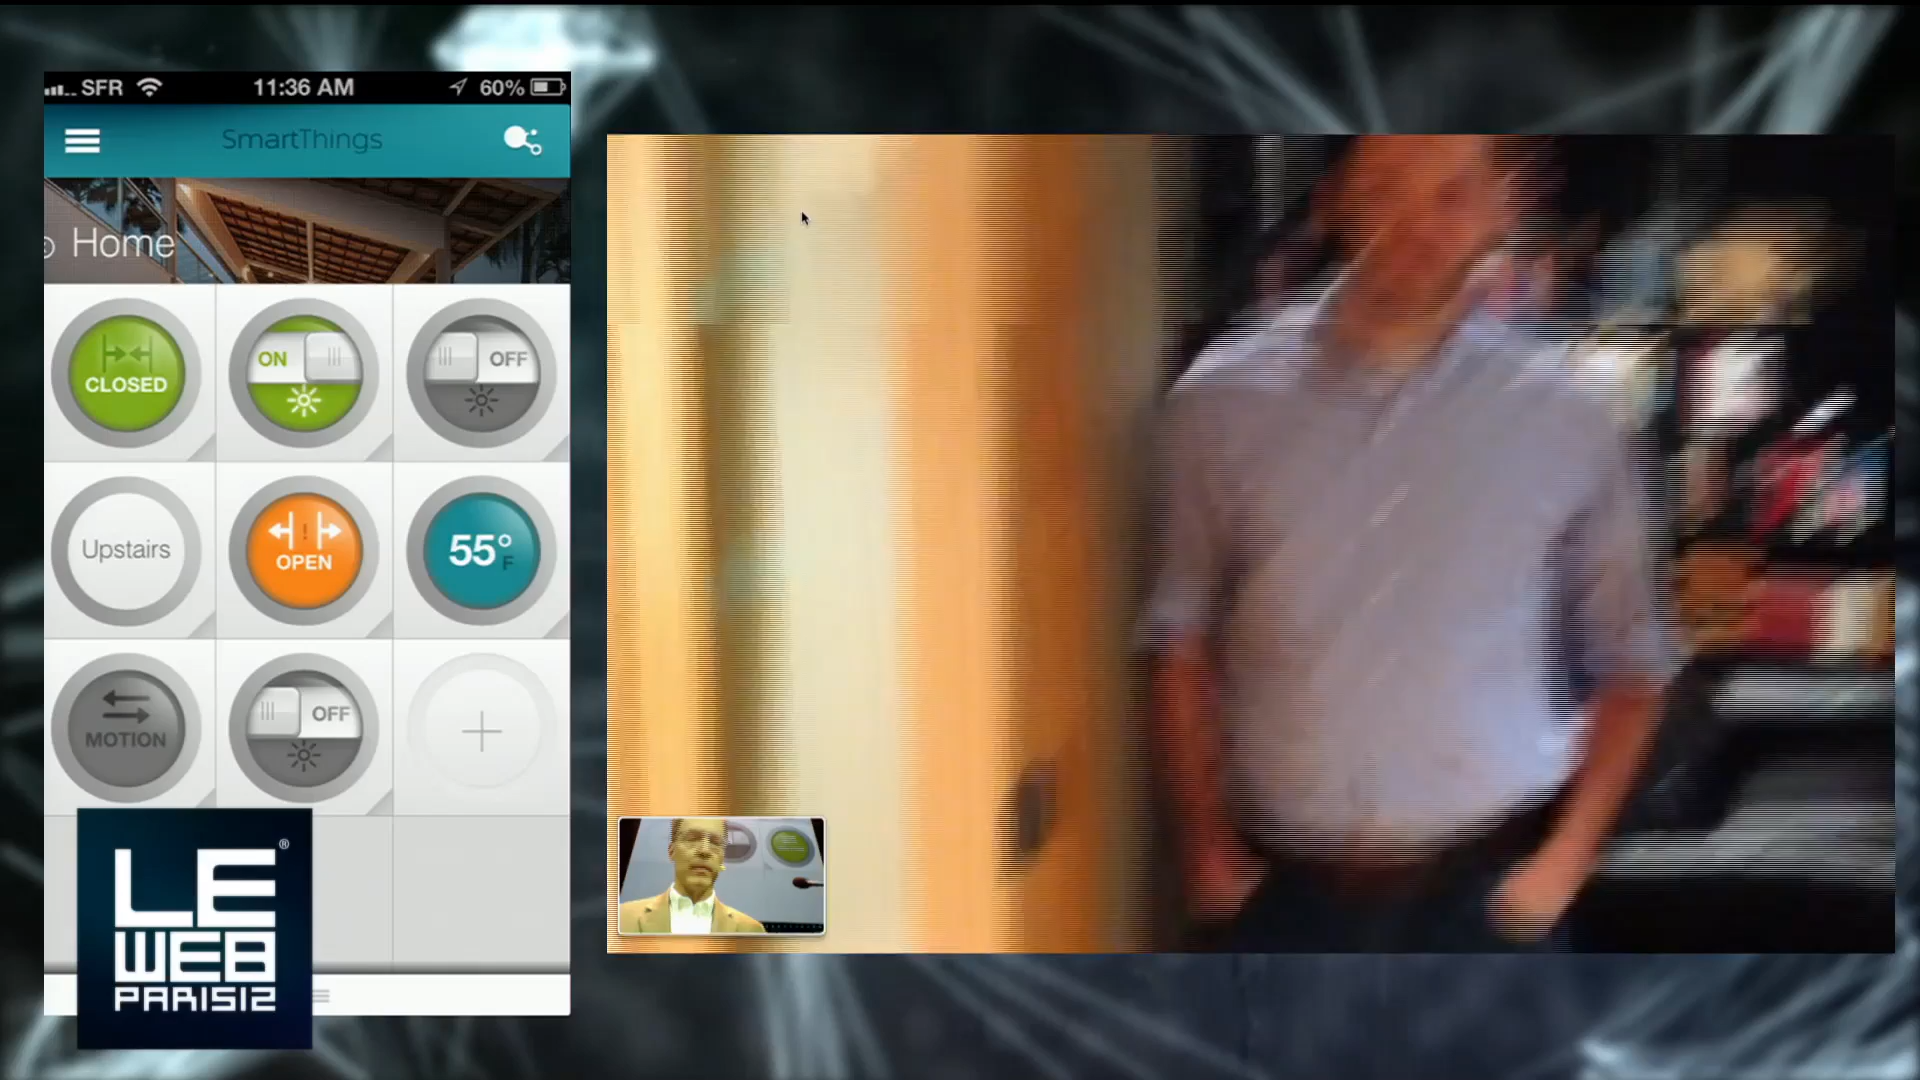 SFR 11:36 AM 60%
SmartThings
Home
CLOSED
ON
OFF
Upstairs
OPEN
55°F
MOTION
OFF
LE ®
WEB
PARIS12